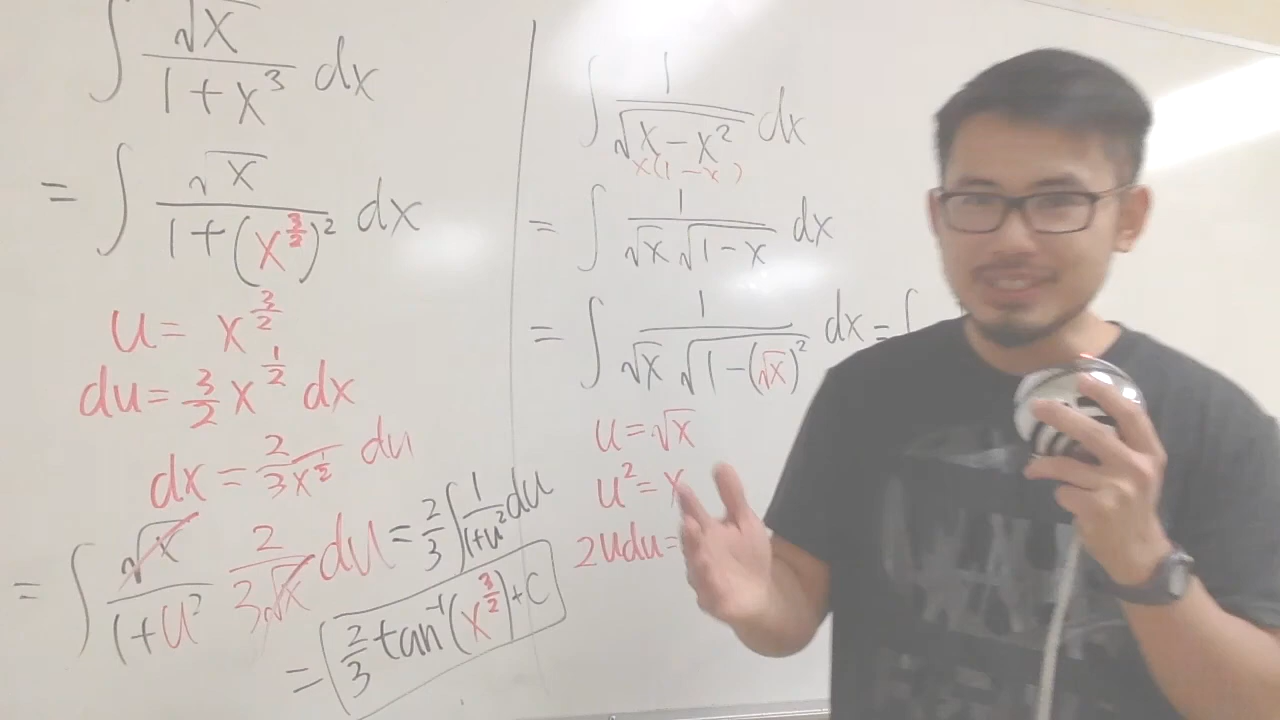 ∫ √x / (1+x³) dx
= ∫ √x / (1+(x^(3/2))²) dx
u = x^(3/2)
du = 3/2 x^(1/2) dx
dx = 2 / (3x^(1/2)) du
= ∫ √x / (1+u²) 2 / (3√x) du = 2/3 ∫ 1 / (1+u²) du
= 2/3 tan⁻¹(x^(3/2)) + C
∫ 1 / √(x-x²) dx
x(1-x)
= ∫ 1 / (√x √(1-x)) dx
= ∫ 1 / (√x √(1-(√x)²)) dx = ∫
u = √x
u² = x
2udu =